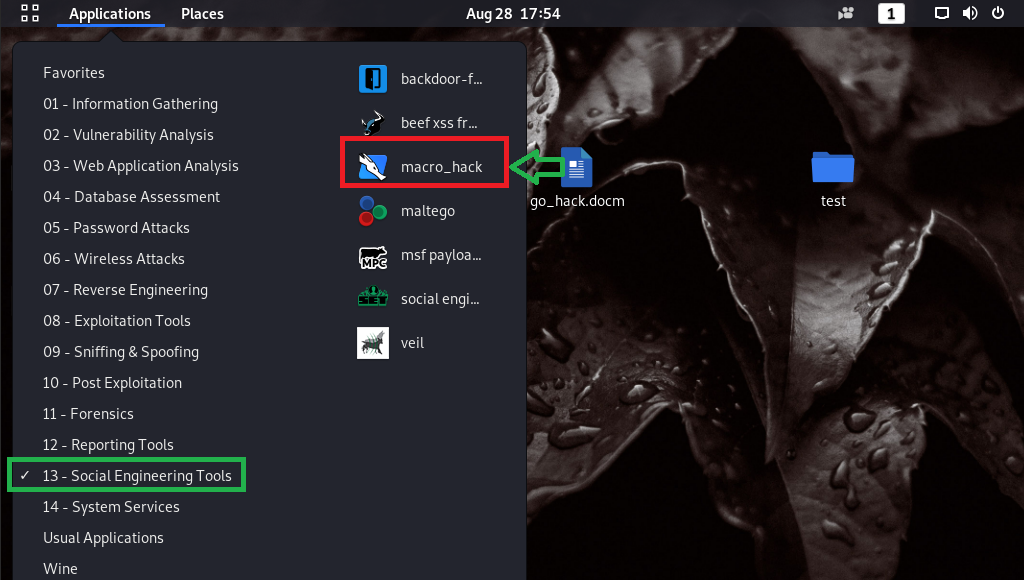 Applications Places Aug 28 17:54 1
Favorites
01 - Information Gathering
02 - Vulnerability Analysis
03 - Web Application Analysis
04 - Database Assessment
05 - Password Attacks
06 - Wireless Attacks
07 - Reverse Engineering
08 - Exploitation Tools
09 - Sniffing & Spoofing
10 - Post Exploitation
11 - Forensics
12 - Reporting Tools
✓ 13 - Social Engineering Tools
14 - System Services
Usual Applications
Wine
backdoor-f...
beef xss fr...
macro_hack
maltego
MPC
msf payloa...
SET
social engi...
veil
go_hack.docm
test